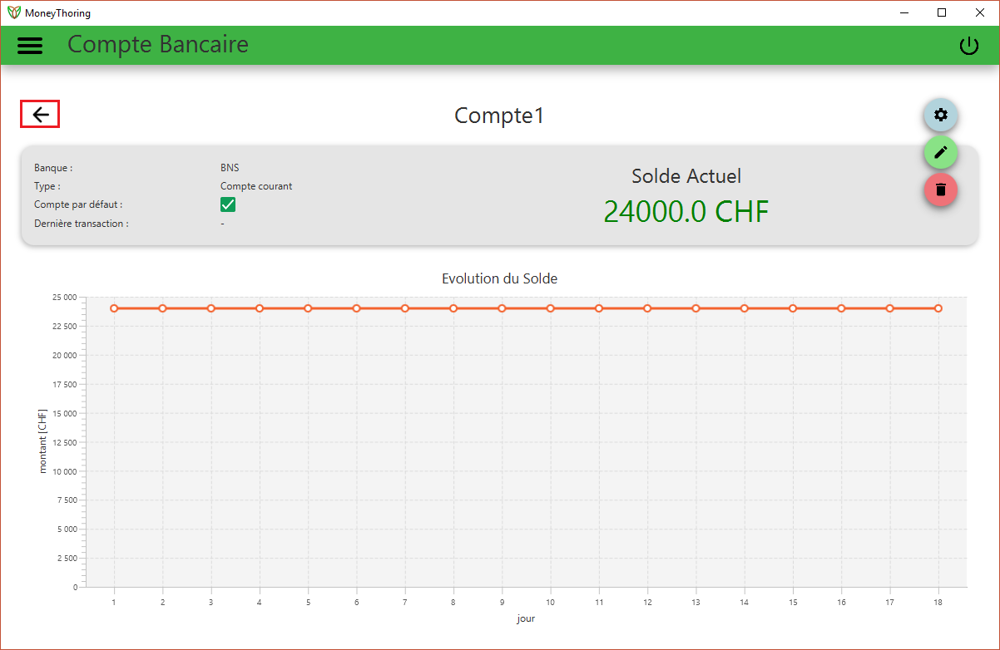 MoneyThoring
Compte Bancaire
Compte1
Banque : BNS
Type : Compte courant
Compte par défaut :
Dernière transaction : -
Solde Actuel
24000.0 CHF
Evolution du Solde
montant [CHF]
25 000
22 500
20 000
17 500
15 000
12 500
10 000
7 500
5 000
2 500
0
1 2 3 4 5 6 7 8 9 10 11 12 13 14 15 16 17 18
jour